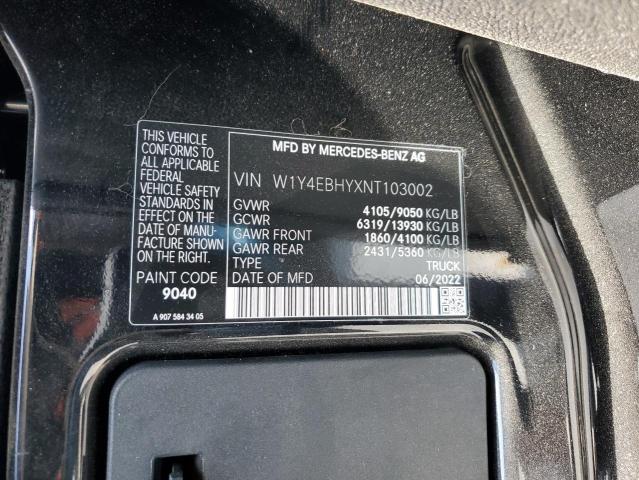 THIS VEHICLE
CONFORMS TO
ALL APPLICABLE
FEDERAL
VEHICLE SAFETY
STANDARDS IN
EFFECT ON THE
DATE OF MANU-
FACTURE SHOWN
ON THE RIGHT.
PAINT CODE
9040
A 907 584 34 05
MFD BY MERCEDES-BENZ AG
VIN W1Y4EBHYXNT103002
GVWR 4105/9050 KG/LB
GCWR 6319/13930 KG/LB
GAWR FRONT 1860/4100 KG/LB
GAWR REAR 2431/5360 KG/LB
TYPE TRUCK
DATE OF MFD 06/2022